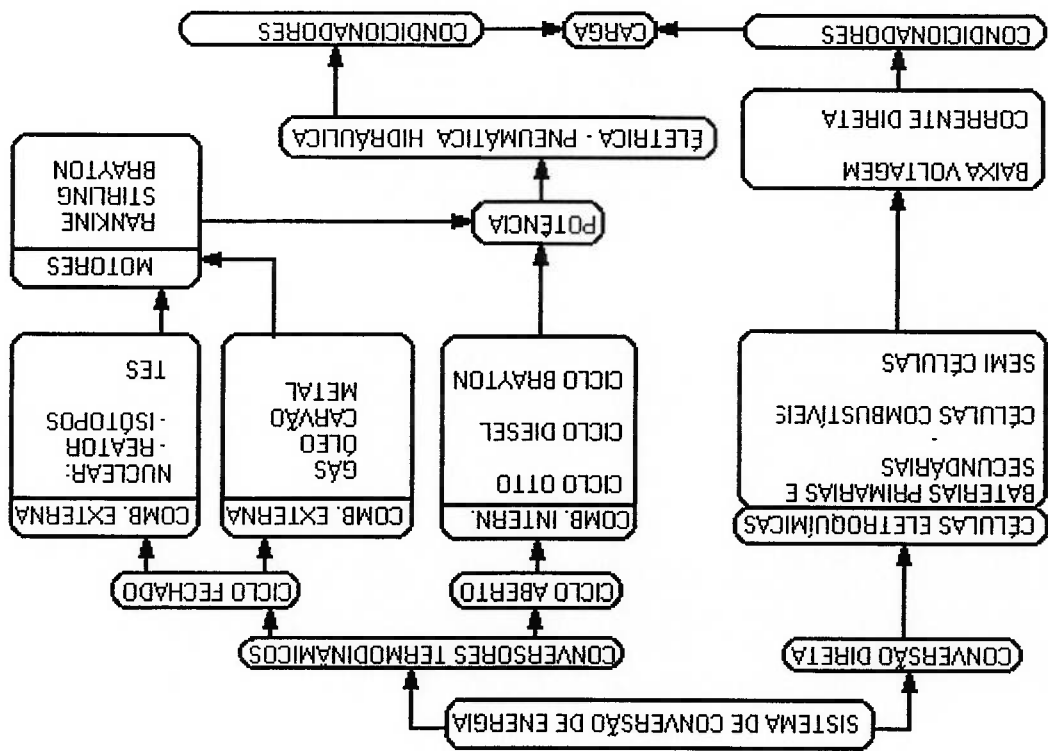 SISTEMA DE CONVERSÃO DE ENERGIA
CONVERSÃO DIRETA
CONVERSORES TERMODINÂMICOS
CICLO ABERTO
CICLO FECHADO
CÉLULAS ELETROQUÍMICAS
BATERIAS PRIMARIAS E
SECUNDÁRIAS
-
CÉLULAS COMBUSTÍVEIS
SEMI CÉLULAS
COMB. INTERN.
CICLO OTTO
CICLO DIESEL
CICLO BRAYTON
COMB. EXTERNA
GÁS
ÓLEO
CARVÃO
METAL
COMB. EXTERNA
NUCLEAR:
- REATOR
-ISÓTOPOS
TES
MOTORES
RANKINE
STIRLING
BRAYTON
POTÊNCIA
BAIXA VOLTAGEM
CORRENTE DIRETA
ÉLETRICA - PNEUMÁTICA HIDRÁULICA
CONDICIONADORES
CARGA
CONDICIONADORES